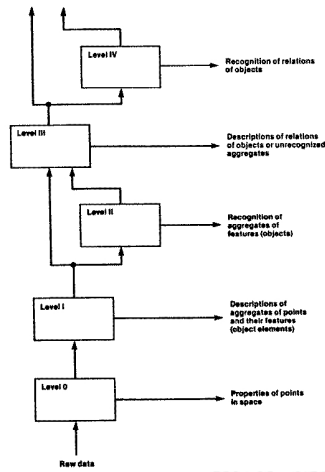 Level IV
Recognition of relations
of objects
Level III
Descriptions of relations
of objects or unrecognized
aggregates
Level II
Recognition of
aggregates of
features (objects)
Level I
Descriptions of
aggregates of points
and their features
(object elements)
Level 0
Properties of points
in space
Raw data